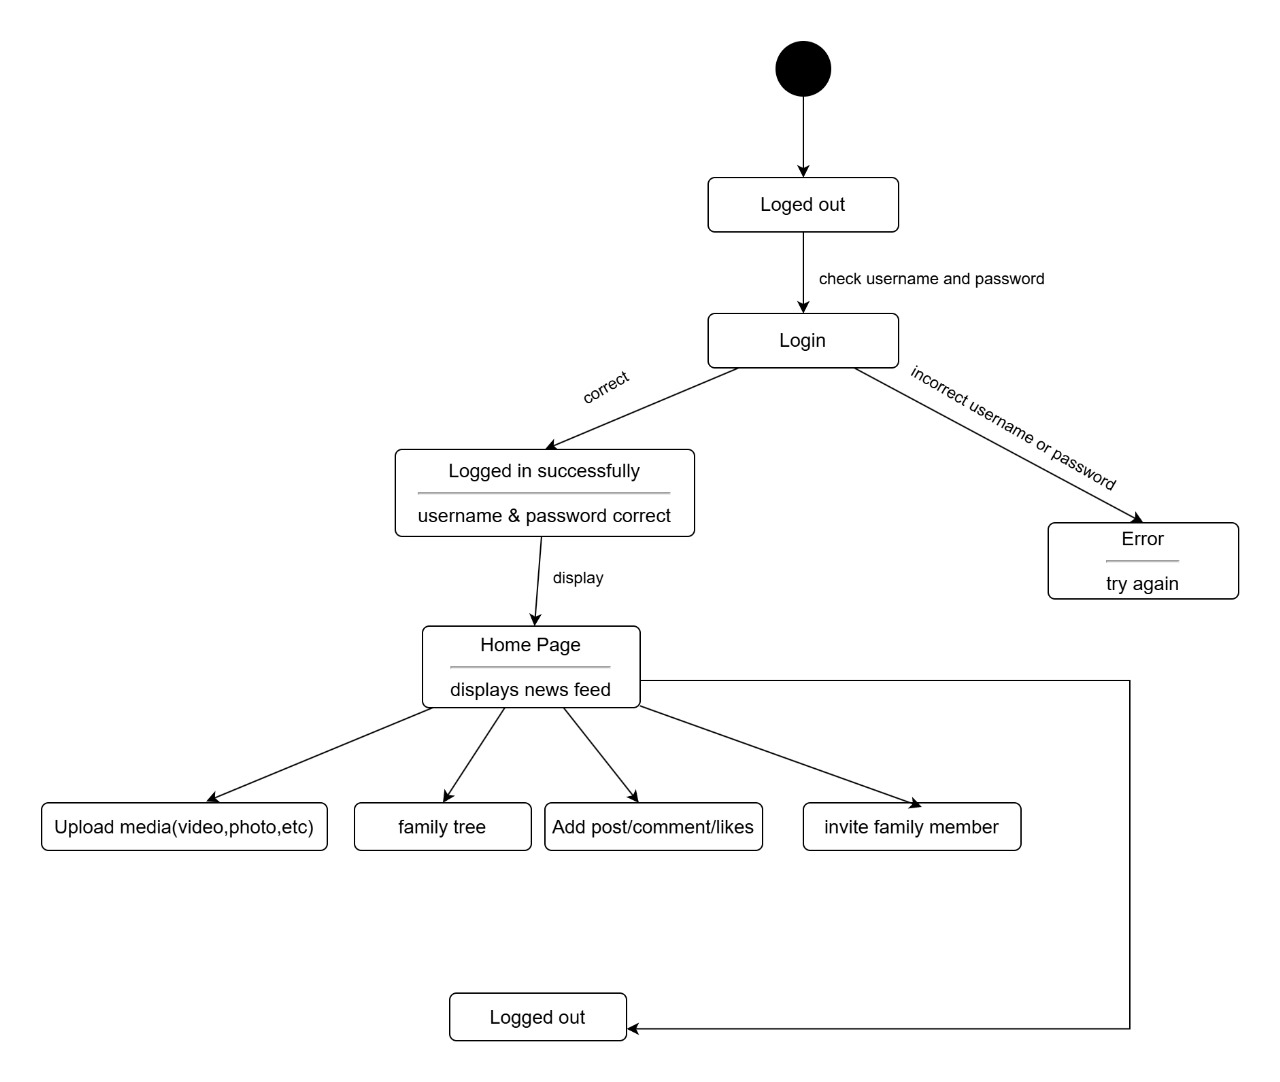 Loged out
check username and password
Login
correct
incorrect username or password
Logged in successfully
username & password correct
Error
try again
display
Home Page
displays news feed
Upload media(video,photo,etc)
family tree
Add post/comment/likes
invite family member
Logged out